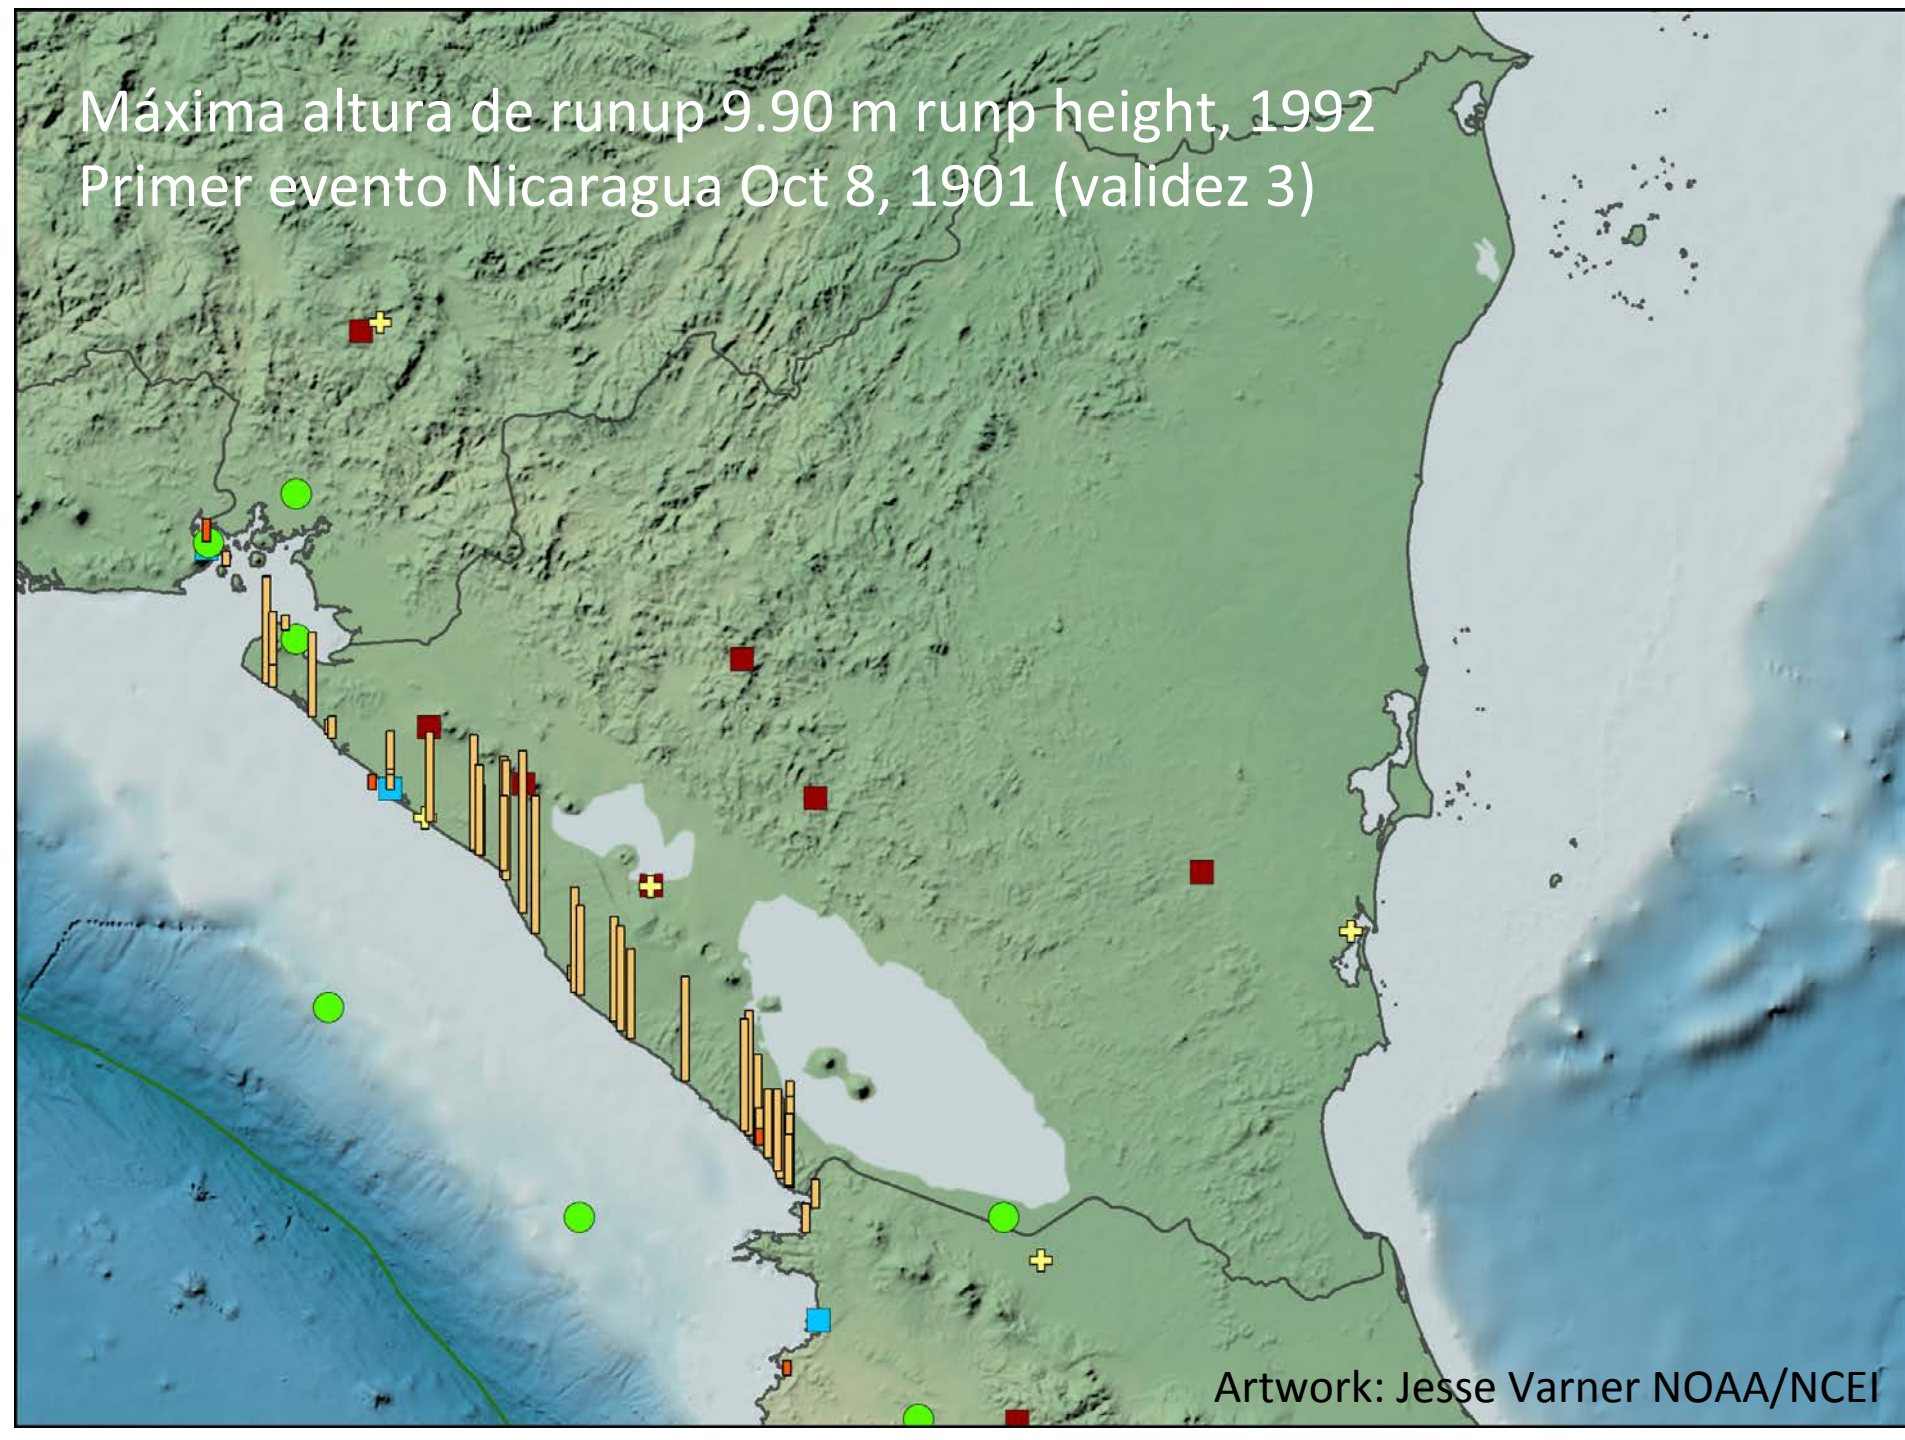 Máxima altura de runup 9.90 m runp height, 1992
Primer evento Nicaragua Oct 8, 1901 (validez 3)
Artwork: Jesse Varner NOAA/NCEI